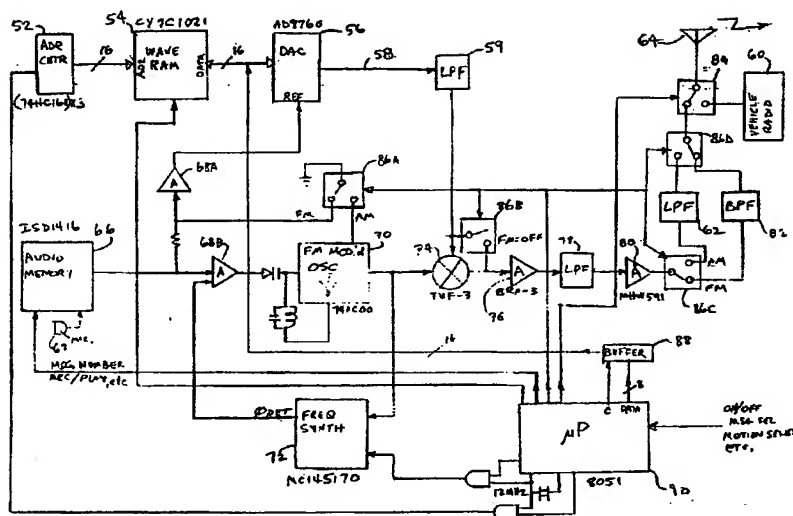 52
ADR
CNTR
16
54
CY7C1021
WAVE
RAM
ADR
DATA
16
AD9760
56
DAC
REF
58
59
LPF
64
84
60
VEHICLE
RADIO
86D
LPF
62
BPF
82
68A
A
86A
FM
AM
ISD1416
66
AUDIO
MEMORY
MIC.
MSG NUMBER
REC/PLAY, etc
68B
A
FM MOD'd
OSC
70
74HC00
74
TUF-3
86B
FM=OFF
A
76
78
LPF
80
A
MHW591
AM
FM
86C
16
88
BUFFER
C
DATA
8
μP
8051
90
ON/OFF
MSG SEL
MOTION SENSE
ETC.
ØDET
FREQ
SYNTH
72
MC145170
12MHz